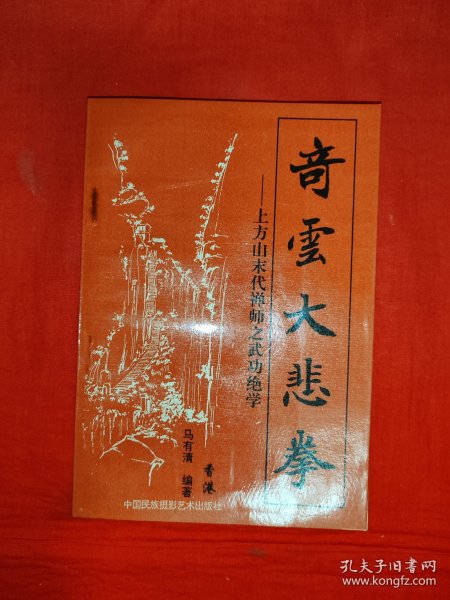 奇雲大悲拳
——上方山末代禅师之武功绝学
香港
马有清 编著
中国民族摄影艺术出版社
孔夫子旧书网
www.kongfz.com